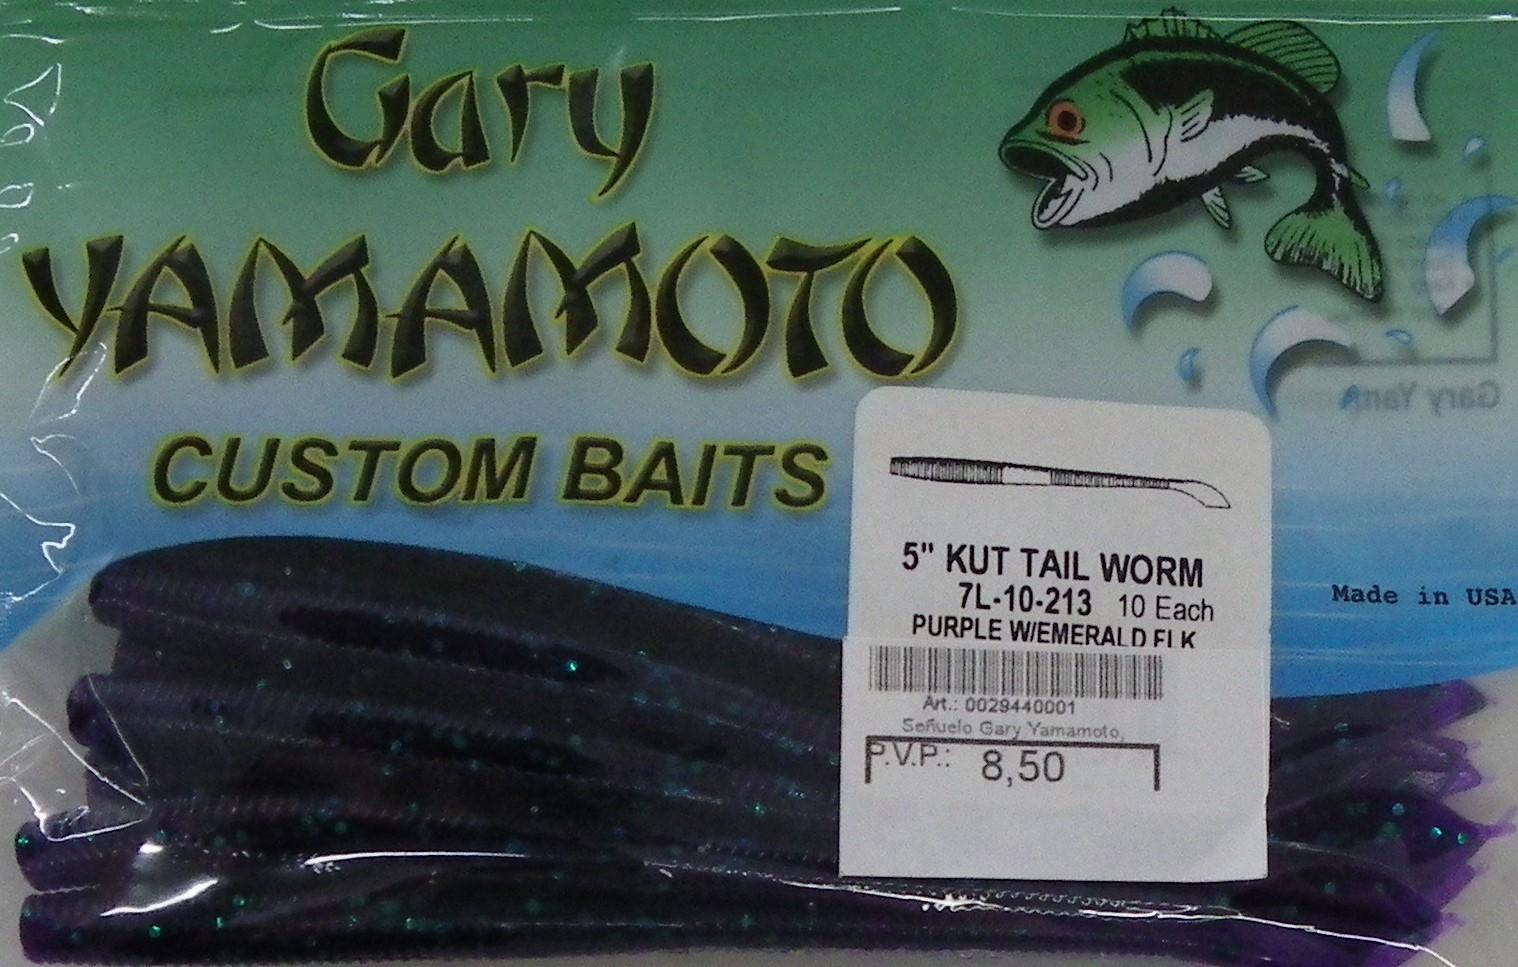 Gary
YAMAMOTO
CUSTOM BAITS
5" KUT TAIL WORM
7L-10-213 10 Each
PURPLE W/EMERALD FLK
Made in USA
Art.: 0029440001
Señuelo Gary Yamamoto,
P.V.P.: 8,50